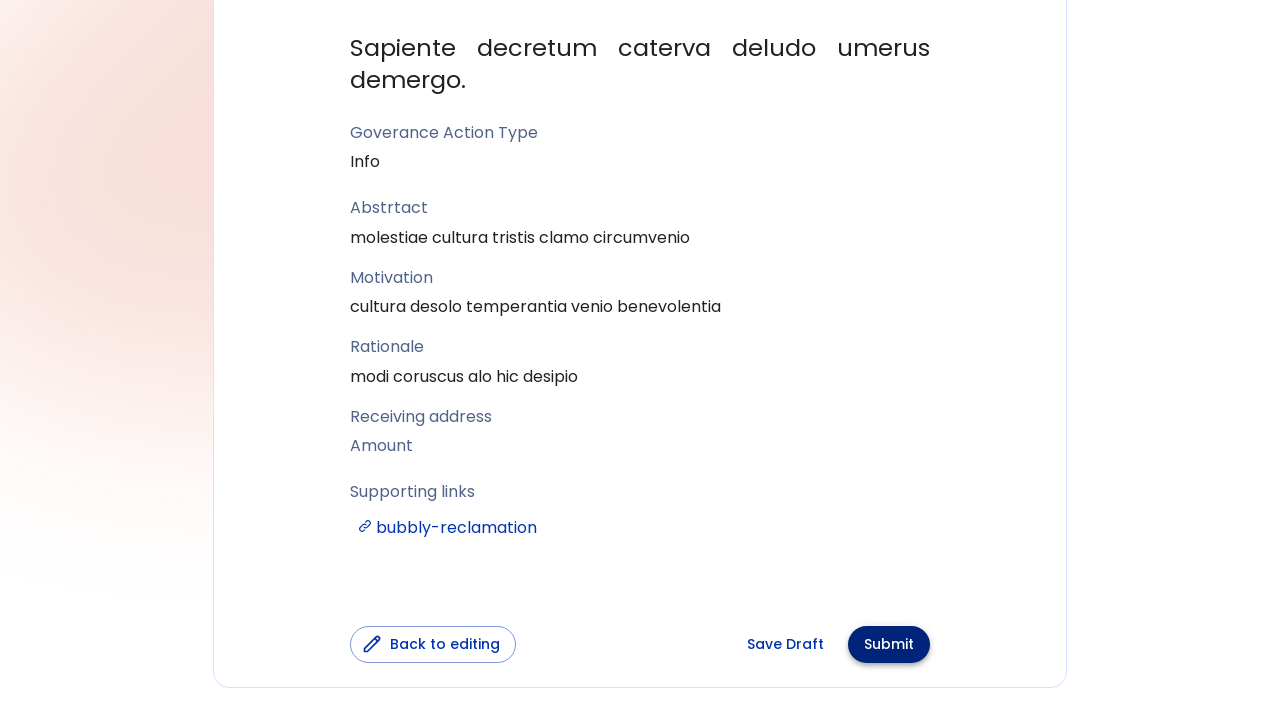 Sapiente decretum caterva deludo umerus
demergo.
Goverance Action Type
Info
Abstrtact
molestiae cultura tristis clamo circumvenio
Motivation
cultura desolo temperantia venio benevolentia
Rationale
modi coruscus alo hic desipio
Receiving address
Amount
Supporting links
bubbly-reclamation
Back to editing
Save Draft
Submit